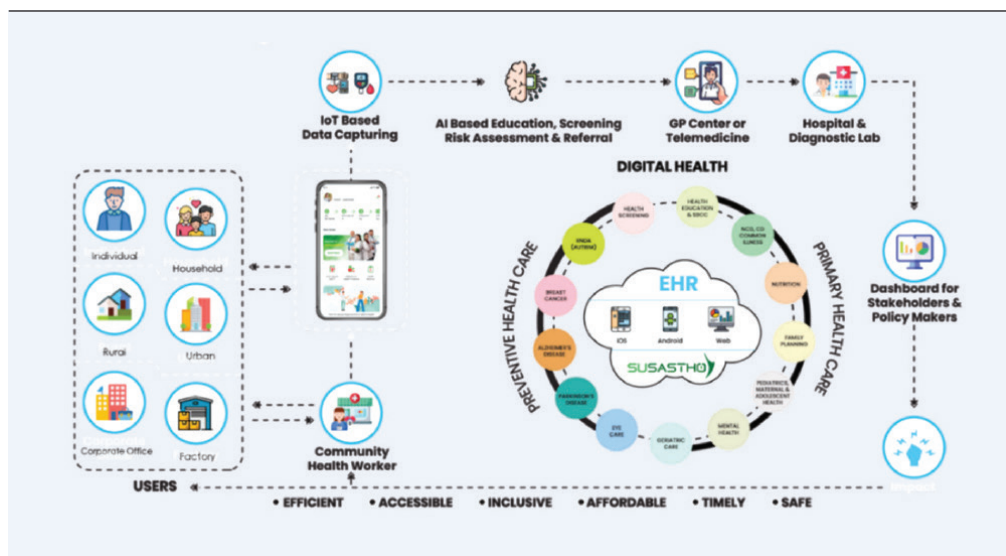 IoT Based
Data Capturing
AI Based Education, Screening
Risk Assessment & Referral
GP Center or
Telemedicine
Hospital &
Diagnostic Lab
DIGITAL HEALTH
Individual
Household
Rural
Urban
Corporate Office
Factory
USERS
Community
Health Worker
PREVENTIVE HEALTH CARE
PRIMARY HEALTH CARE
HEALTH
SCREENING
HEALTH
EDUCATION
& SBCC
NCD, CD
COMMON
ILLNESS
NUTRITION
FAMILY
PLANNING
PEDIATRICS,
MATERNAL &
ADOLESCENT
HEALTH
MENTAL
HEALTH
GERIATRIC
CARE
EYE
CARE
PARKINSON'S
DISEASE
ALZHEIMER'S
DISEASE
BREAST
CANCER
(AUTISM)
EHR
iOS
Android
Web
SUSASTHO
Dashboard for
Stakeholders &
Policy Makers
• EFFICIENT • ACCESSIBLE • INCLUSIVE • AFFORDABLE • TIMELY • SAFE